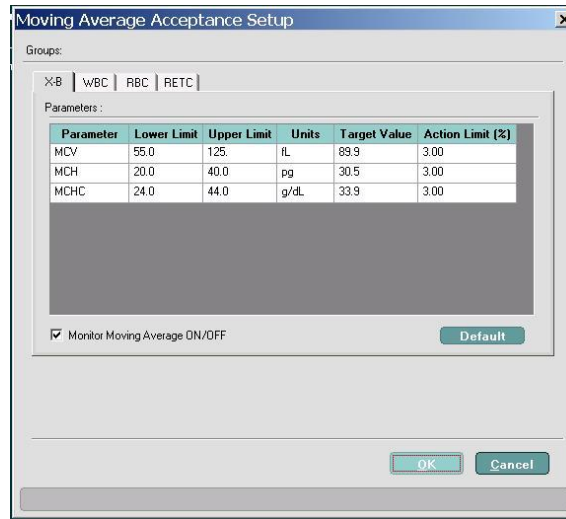 Moving Average Acceptance Setup
Groups:
X-B WBC RBC RETC
Parameters :
Parameter Lower Limit Upper Limit Units Target Value Action Limit (%)
MCV 55.0 125. fL 89.9 3.00
MCH 20.0 40.0 pg 30.5 3.00
MCHC 24.0 44.0 g/dL 33.9 3.00
Monitor Moving Average ON/OFF Default
OK Cancel